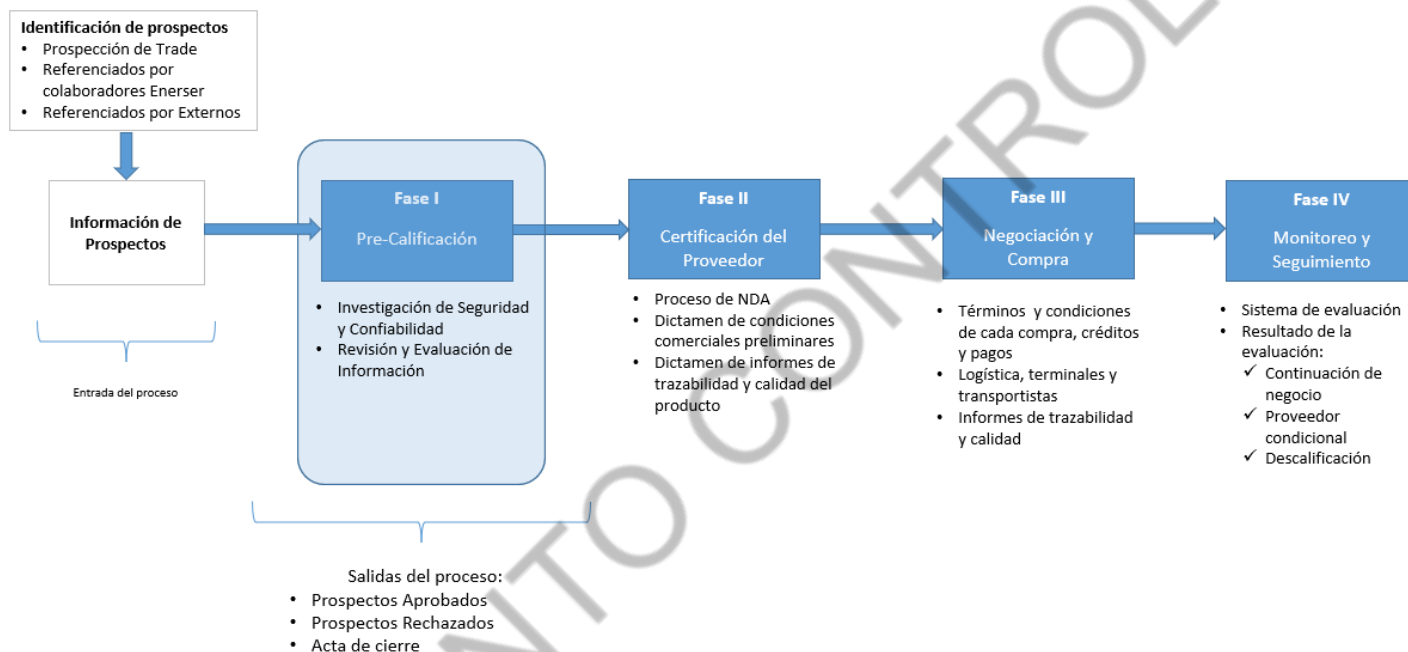 Identificación de prospectos
• Prospección de Trade
• Referenciados por
colaboradores Enerser
• Referenciados por Externos
Información de
Prospectos
Entrada del proceso
Fase I
Pre-Calificación
• Investigación de Seguridad
y Confiabilidad
• Revisión y Evaluación de
Información
Salidas del proceso:
• Prospectos Aprobados
• Prospectos Rechazados
• Acta de cierre
Fase II
Certificación del
Proveedor
• Proceso de NDA
• Dictamen de condiciones
comerciales preliminares
• Dictamen de informes de
trazabilidad y calidad del
producto
Fase III
Negociación y
Compra
• Términos y condiciones
de cada compra, créditos
y pagos
• Logística, terminales y
transportistas
• Informes de trazabilidad
y calidad
Fase IV
Monitoreo y
Seguimiento
• Sistema de evaluación
• Resultado de la
evaluación:
✓ Continuación de
negocio
✓ Proveedor
condicional
✓ Descalificación
NTO CONTROL